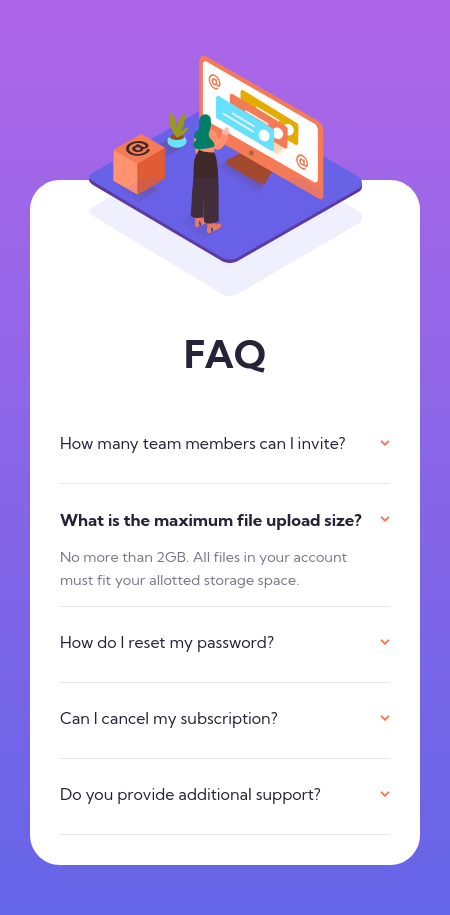 @
@
@
FAQ
How many team members can I invite?
What is the maximum file upload size?
No more than 2GB. All files in your account
must fit your allotted storage space.
How do I reset my password?
Can I cancel my subscription?
Do you provide additional support?